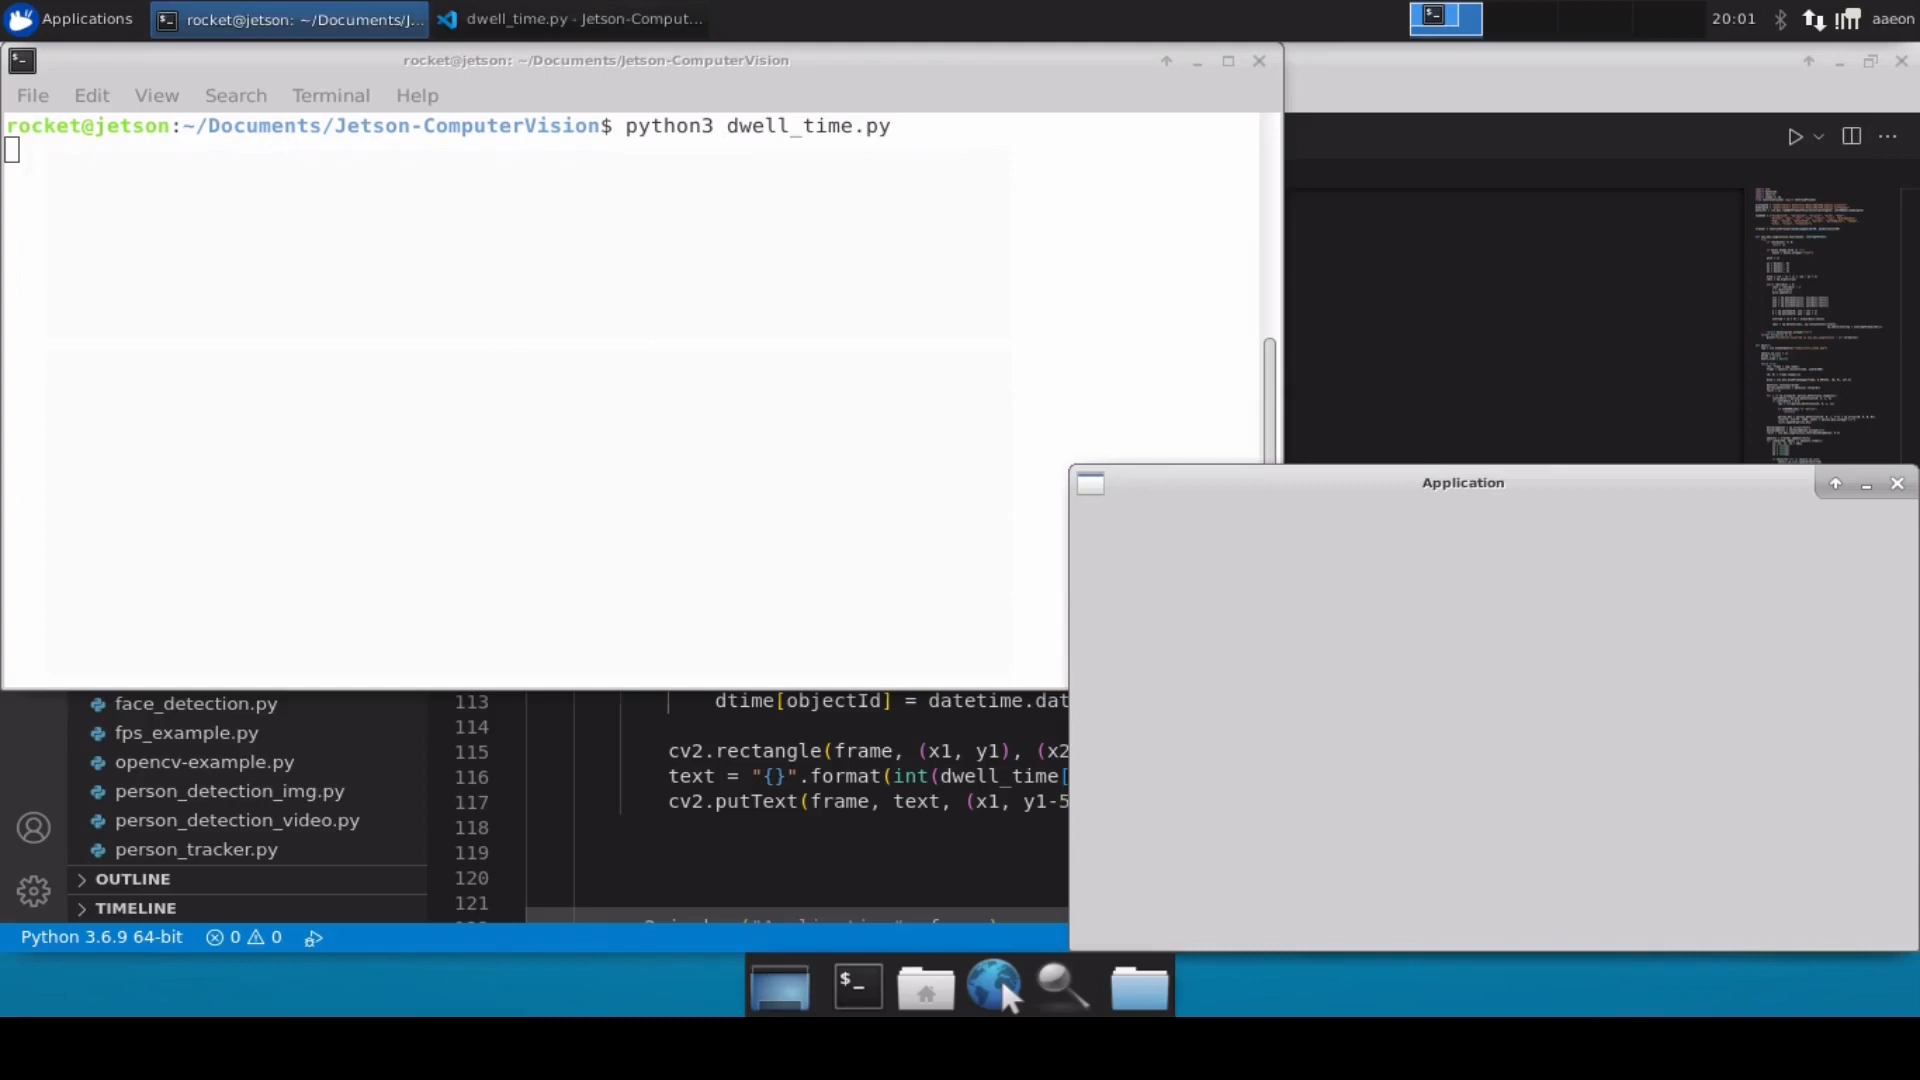 Applications
rocket@jetson: ~/Documents/J...
dwell_time.py - Jetson-Comput...
20:01
aaeon
rocket@jetson: ~/Documents/Jetson-ComputerVision
File Edit View Search Terminal Help
rocket@jetson:~/Documents/Jetson-ComputerVision$ python3 dwell_time.py
Application
face_detection.py
fps_example.py
opencv-example.py
person_detection_img.py
person_detection_video.py
person_tracker.py
OUTLINE
TIMELINE
113 dtime[objectId] = datetime.dat
114
115 cv2.rectangle(frame, (x1, y1), (x2
116 text = "{}".format(int(dwell_time[
117 cv2.putText(frame, text, (x1, y1-5
118
119
120
121
Python 3.6.9 64-bit 0 0
$_